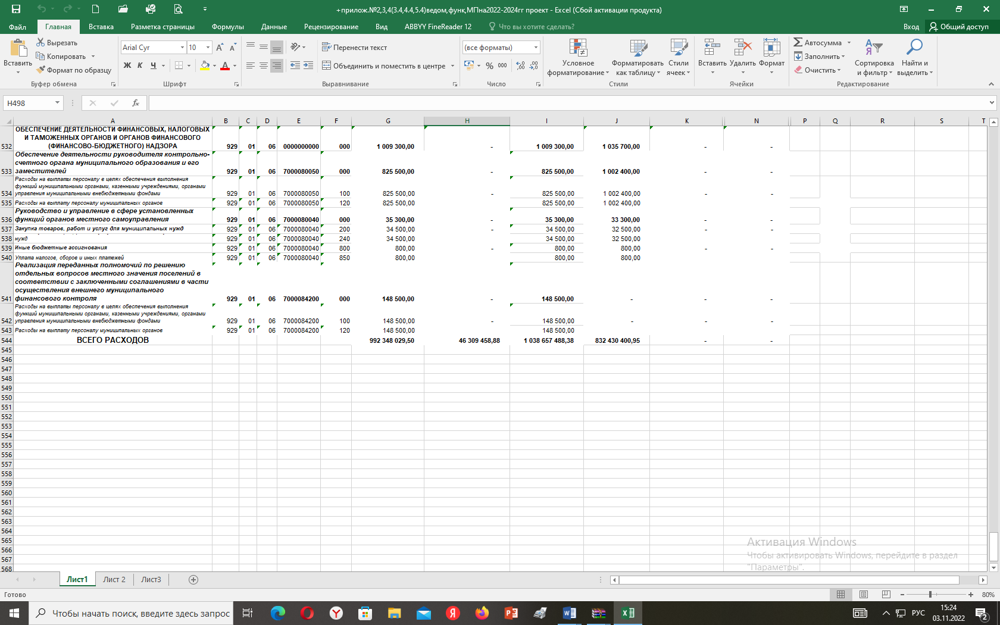 +прилож.№2,3,4(3.4,4.4,5.4)ведом,функ,МПна2022-2024гг проект - Excel (Сбой активации продукта)
Файл Главная Вставка Разметка страницы Формулы Данные Рецензирование Вид ABBYY FineReader 12 Что вы хотите сделать? Вход Общий доступ
Вставить
Вырезать
Копировать
Формат по образцу
Буфер обмена
Arial Cyr 10
Ж К Ч
Шрифт
Перенести текст
Объединить и поместить в центре
Выравнивание
(все форматы)
% 000
Число
Условное форматирование
Форматировать как таблицу
Стили ячеек
Стили
Вставить Удалить Формат
Ячейки
Автосумма
Заполнить
Очистить
Сортировка и фильтр
Найти и выделить
Редактирование
H498 fx
A B C D E F G H I J K N P Q R S T
ОБЕСПЕЧЕНИЕ ДЕЯТЕЛЬНОСТИ ФИНАНСОВЫХ, НАЛОГОВЫХ
И ТАМОЖЕННЫХ ОРГАНОВ И ОРГАНОВ ФИНАНСОВОГО
532 (ФИНАНСОВО-БЮДЖЕТНОГО) НАДЗОРА 929 01 06 0000000000 000 1 009 300,00 - 1 009 300,00 1 035 700,00 - -
Обеспечение деятельности руководителя контрольно-
счетного органа муниципального образования и его
533 заместителей 929 01 06 7000080050 000 825 500,00 - 825 500,00 1 002 400,00 - -
Расходы на выплаты персоналу в целях обеспечения выполнения
функций муниципальными органами, казенными учреждениями, органами
534 управления муниципальными внебюджетными фондами 929 01 06 7000080050 100 825 500,00 - 825 500,00 1 002 400,00 - -
535 Расходы на выплату персоналу муниципальных органов 929 01 06 7000080050 120 825 500,00 825 500,00 1 002 400,00
Руководство и управление в сфере установленных
536 функций органов местного самоуправления 929 01 06 7000080040 000 35 300,00 - 35 300,00 33 300,00 - -
537 Закупка товаров, работ и услуг для муниципальных нужд 929 01 06 7000080040 200 34 500,00 - 34 500,00 32 500,00 - -
538 нужд 929 01 06 7000080040 240 34 500,00 34 500,00 32 500,00
539 Иные бюджетные ассигнования 929 01 06 7000080040 800 800,00 - 800,00 800,00 - -
540 Уплата налогов, сборов и иных платежей 929 01 06 7000080040 850 800,00 800,00 800,00
Реализация переданных полномочий по решению
отдельных вопросов местного значения поселений в
соответствии с заключенными соглашениями в части
осуществления внешнего муниципального
541 финансового контроля 929 01 06 7000084200 000 148 500,00 - 148 500,00 - - -
Расходы на выплаты персоналу в целях обеспечения выполнения
функций муниципальными органами, казенными учреждениями, органами
542 управления муниципальными внебюджетными фондами 929 01 06 7000084200 100 148 500,00 - 148 500,00 - - -
543 Расходы на выплату персоналу муниципальных органов 929 01 06 7000084200 120 148 500,00 148 500,00
544 ВСЕГО РАСХОДОВ 992 348 029,50 46 309 458,88 1 038 657 488,38 832 430 400,95 - -
545
546
547
548
549
550
551
552
553
554
555
556
557
558
559
560
561
562
563
564
565
566
567
568
Активация Windows
Чтобы активировать Windows, перейдите в раздел
"Параметры".
Лист1 Лист 2 Лист3
Готово 80%
Чтобы начать поиск, введите здесь запрос
РУС 15:24
03.11.2022
2